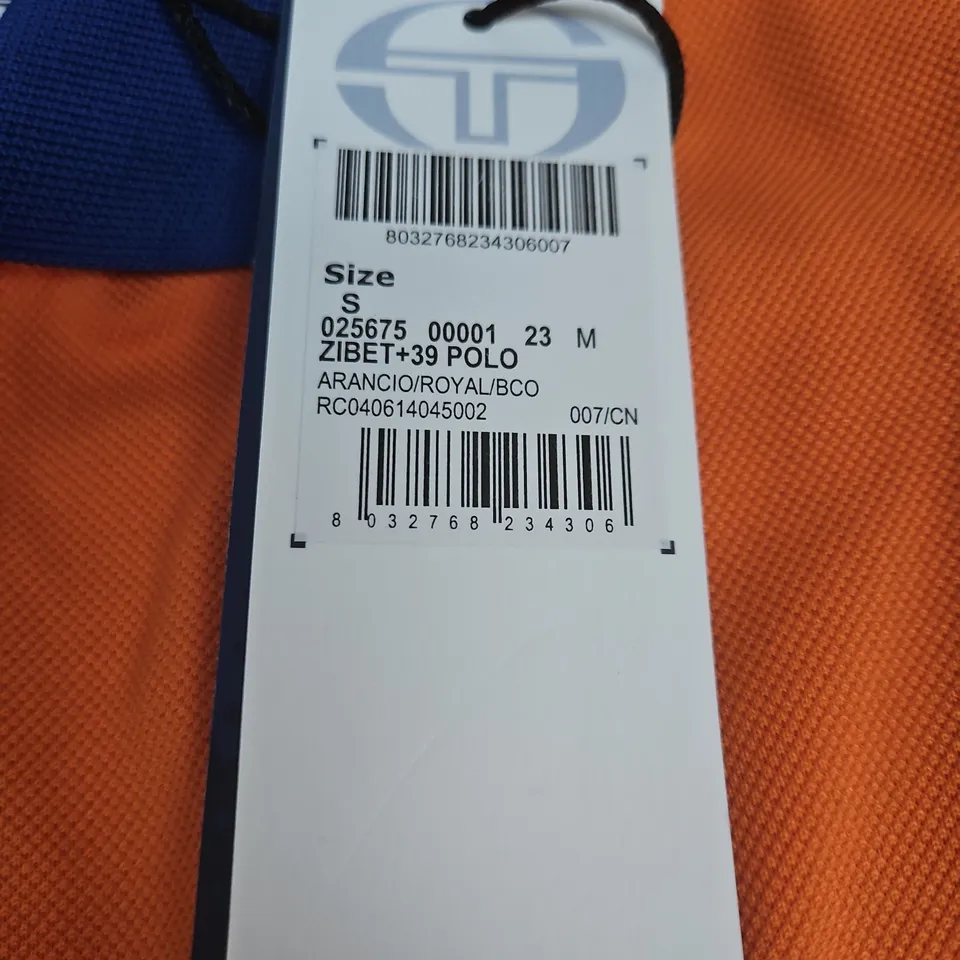 8032768234306007
Size
S
025675 00001 23 M
ZIBET+39 POLO
ARANCIO/ROYAL/BCO
RC040614045002 007/CN
8 032768 234306